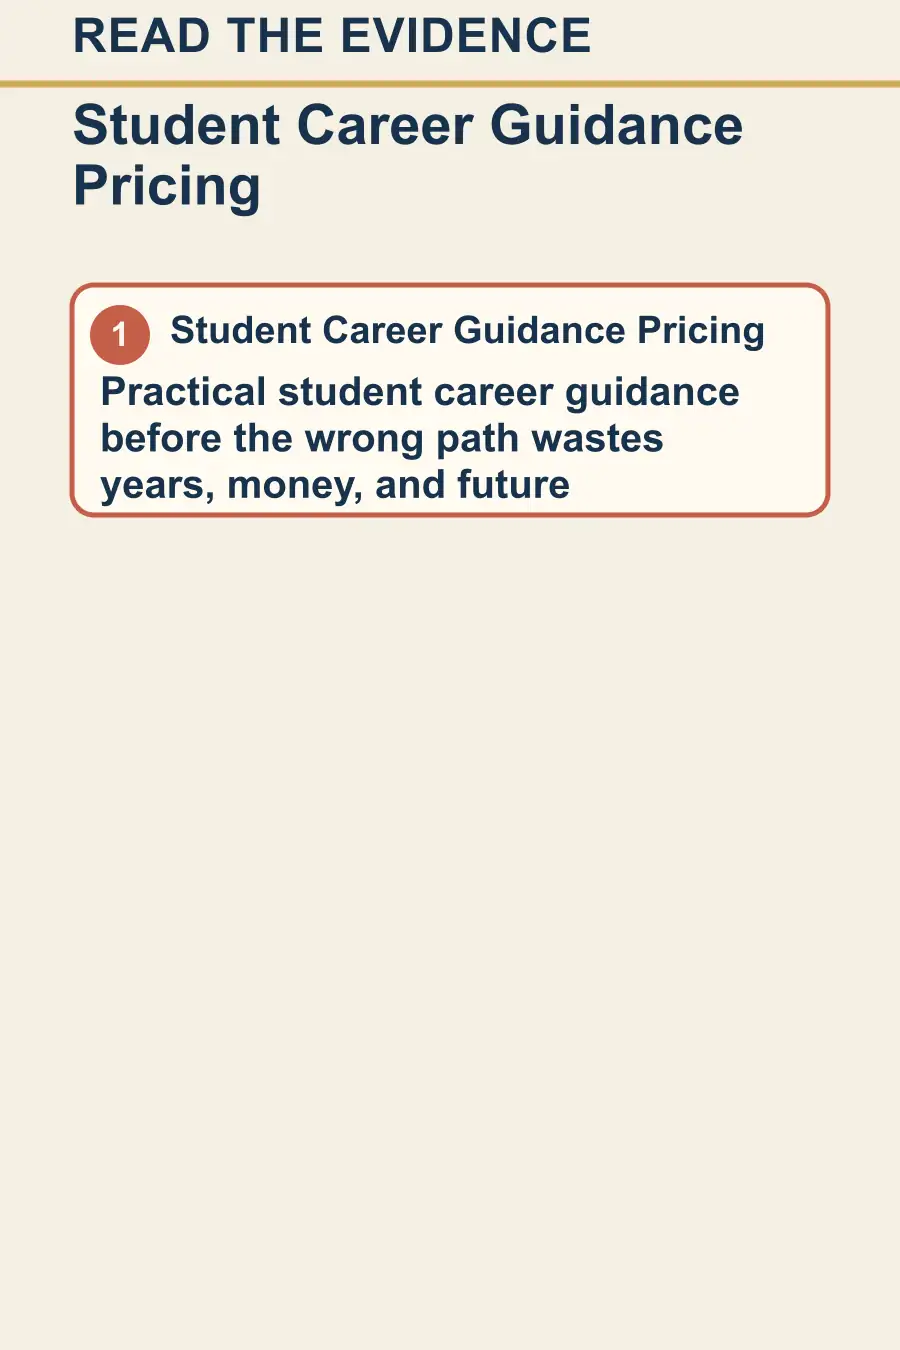 READ THE EVIDENCE
Student Career Guidance
Pricing
1 Student Career Guidance Pricing
Practical student career guidance
before the wrong path wastes
years, money, and future